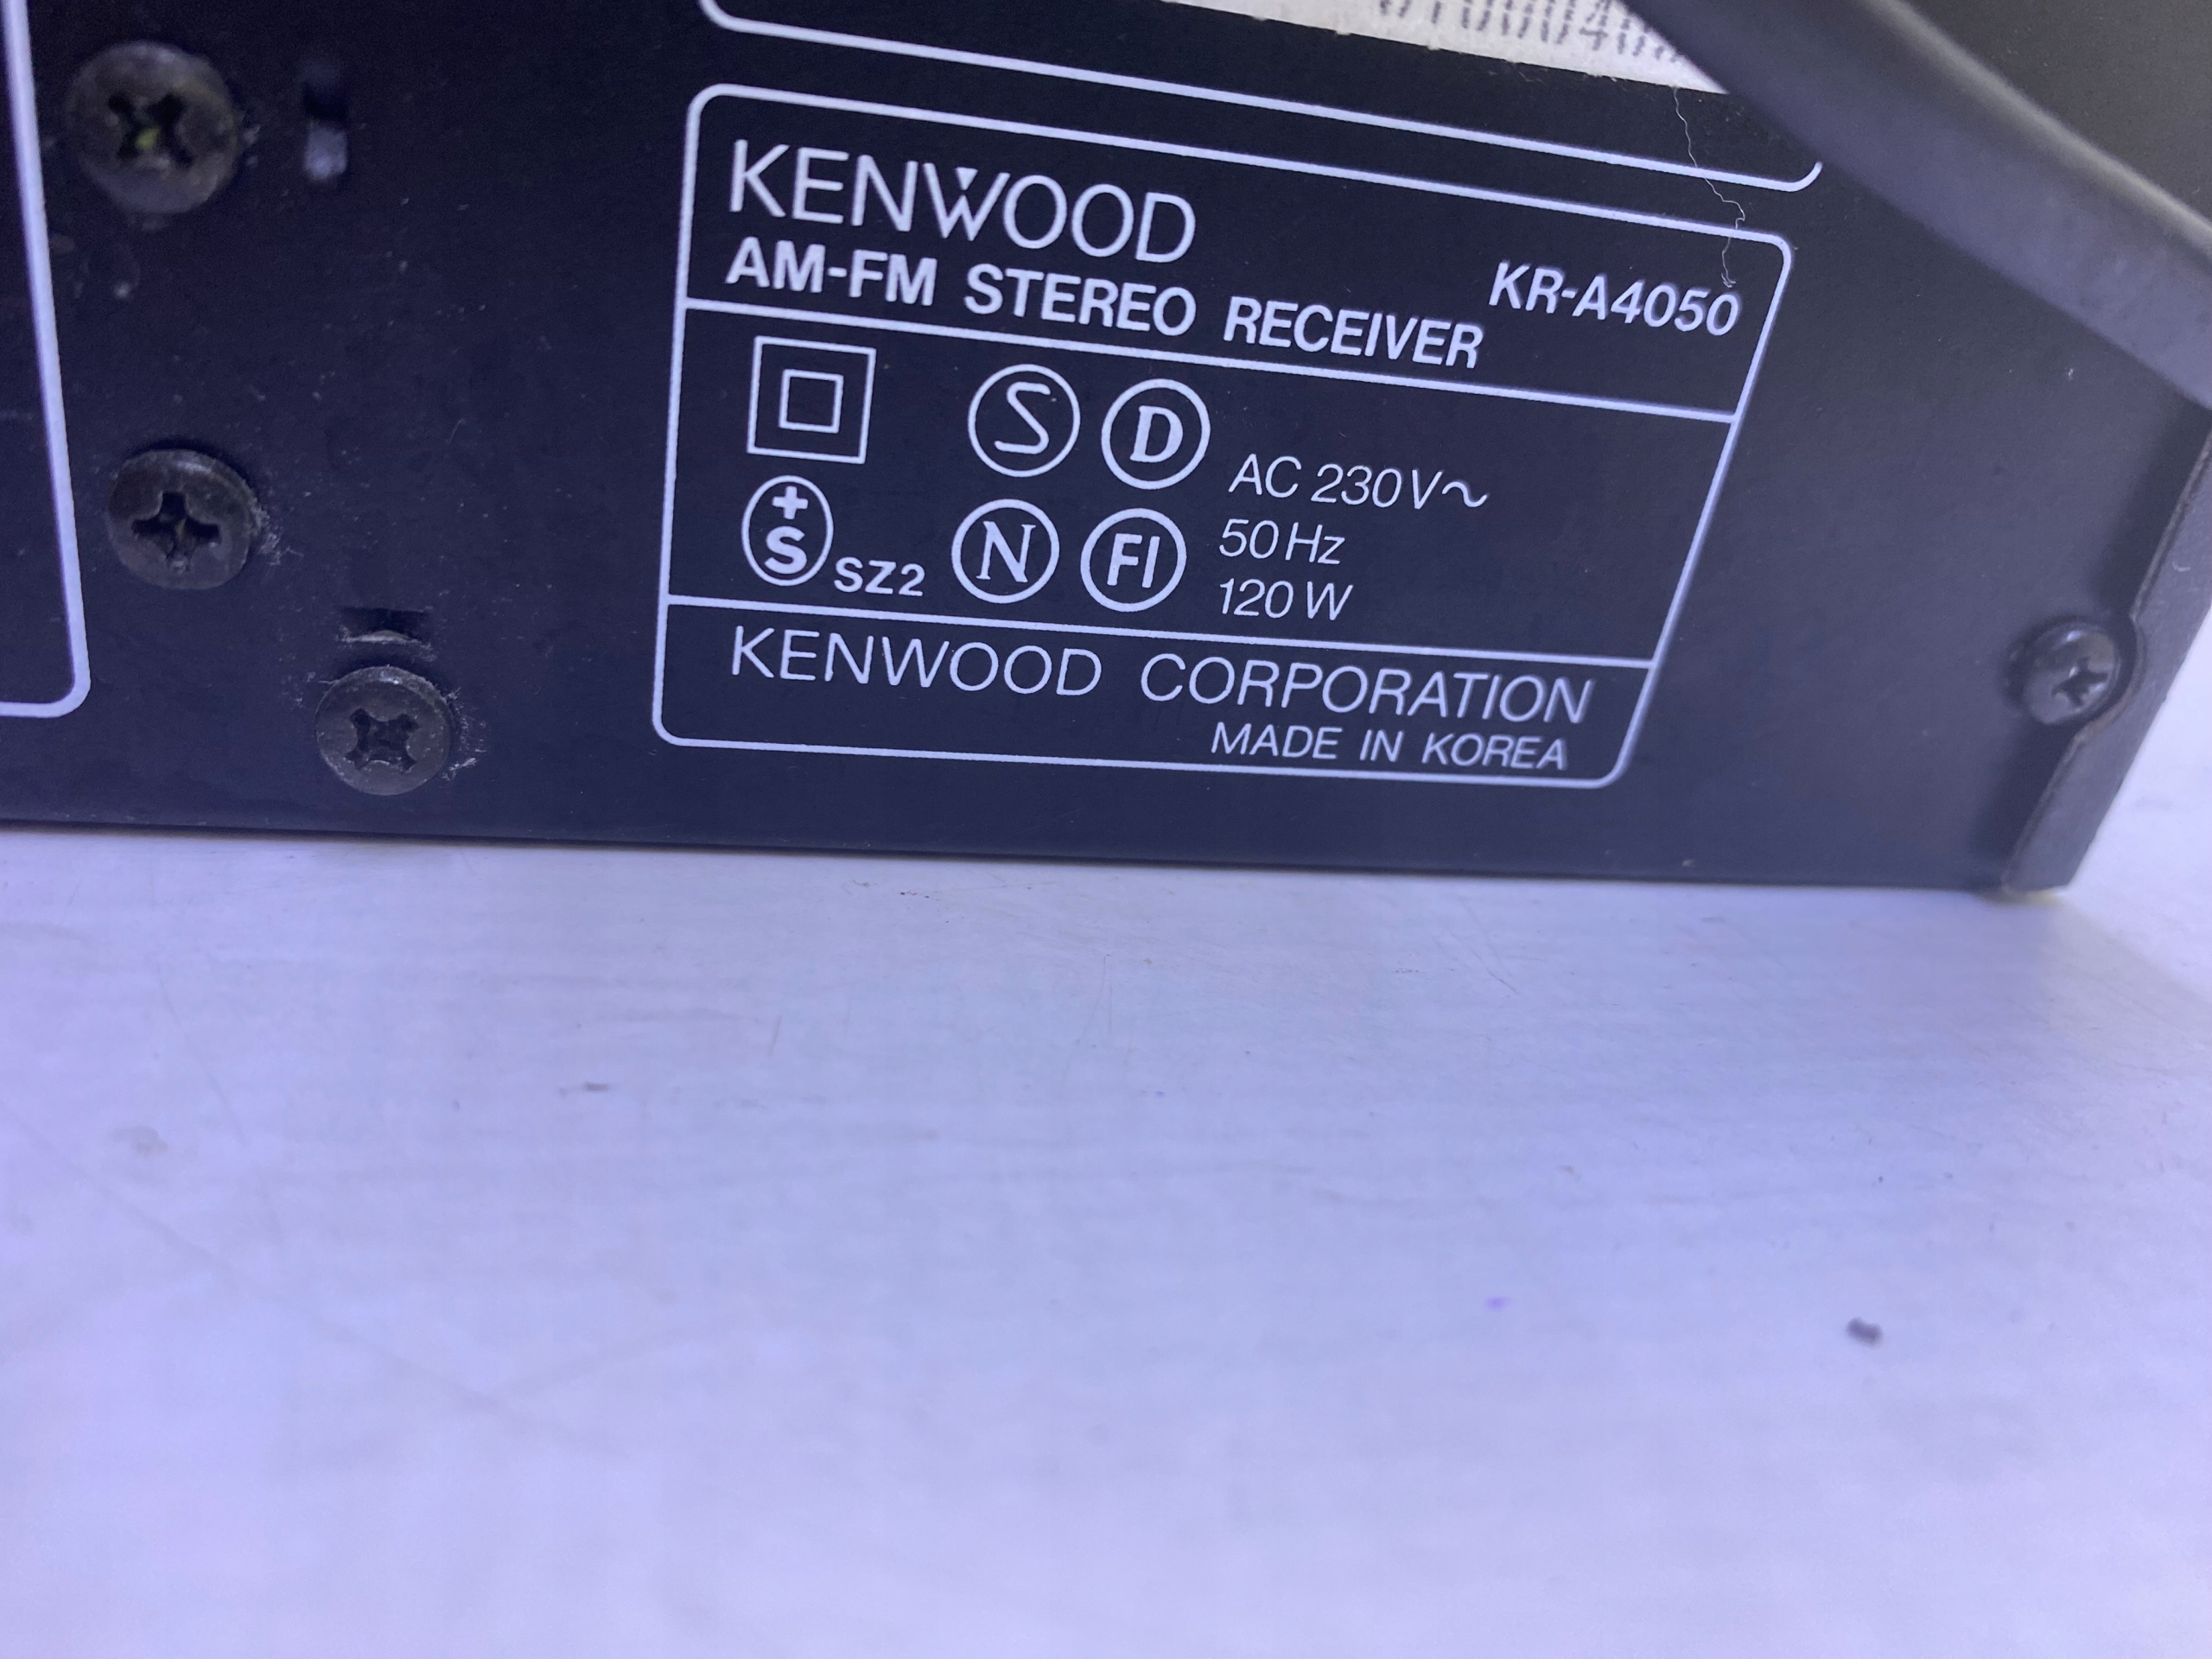 KENWOOD
AM-FM STEREO RECEIVER KR-A4050
S D AC 230V~
50Hz
+S SZ2 N FI 120W
KENWOOD CORPORATION
MADE IN KOREA